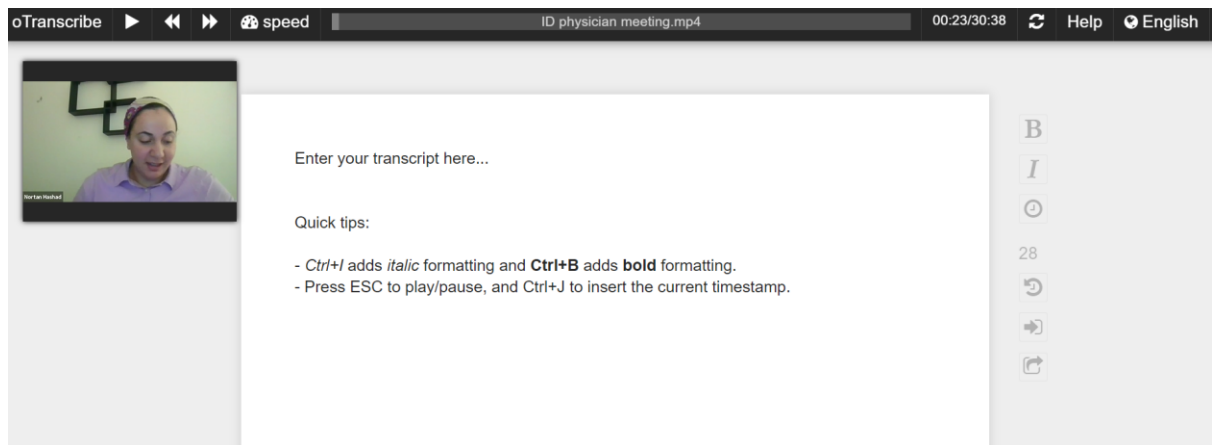 oTranscribe speed ID physician meeting.mp4 00:23/30:38 Help English
Enter your transcript here...
Nortan Hashad
Quick tips:
- Ctrl+I adds italic formatting and Ctrl+B adds bold formatting.
- Press ESC to play/pause, and Ctrl+J to insert the current timestamp.
B
I
28